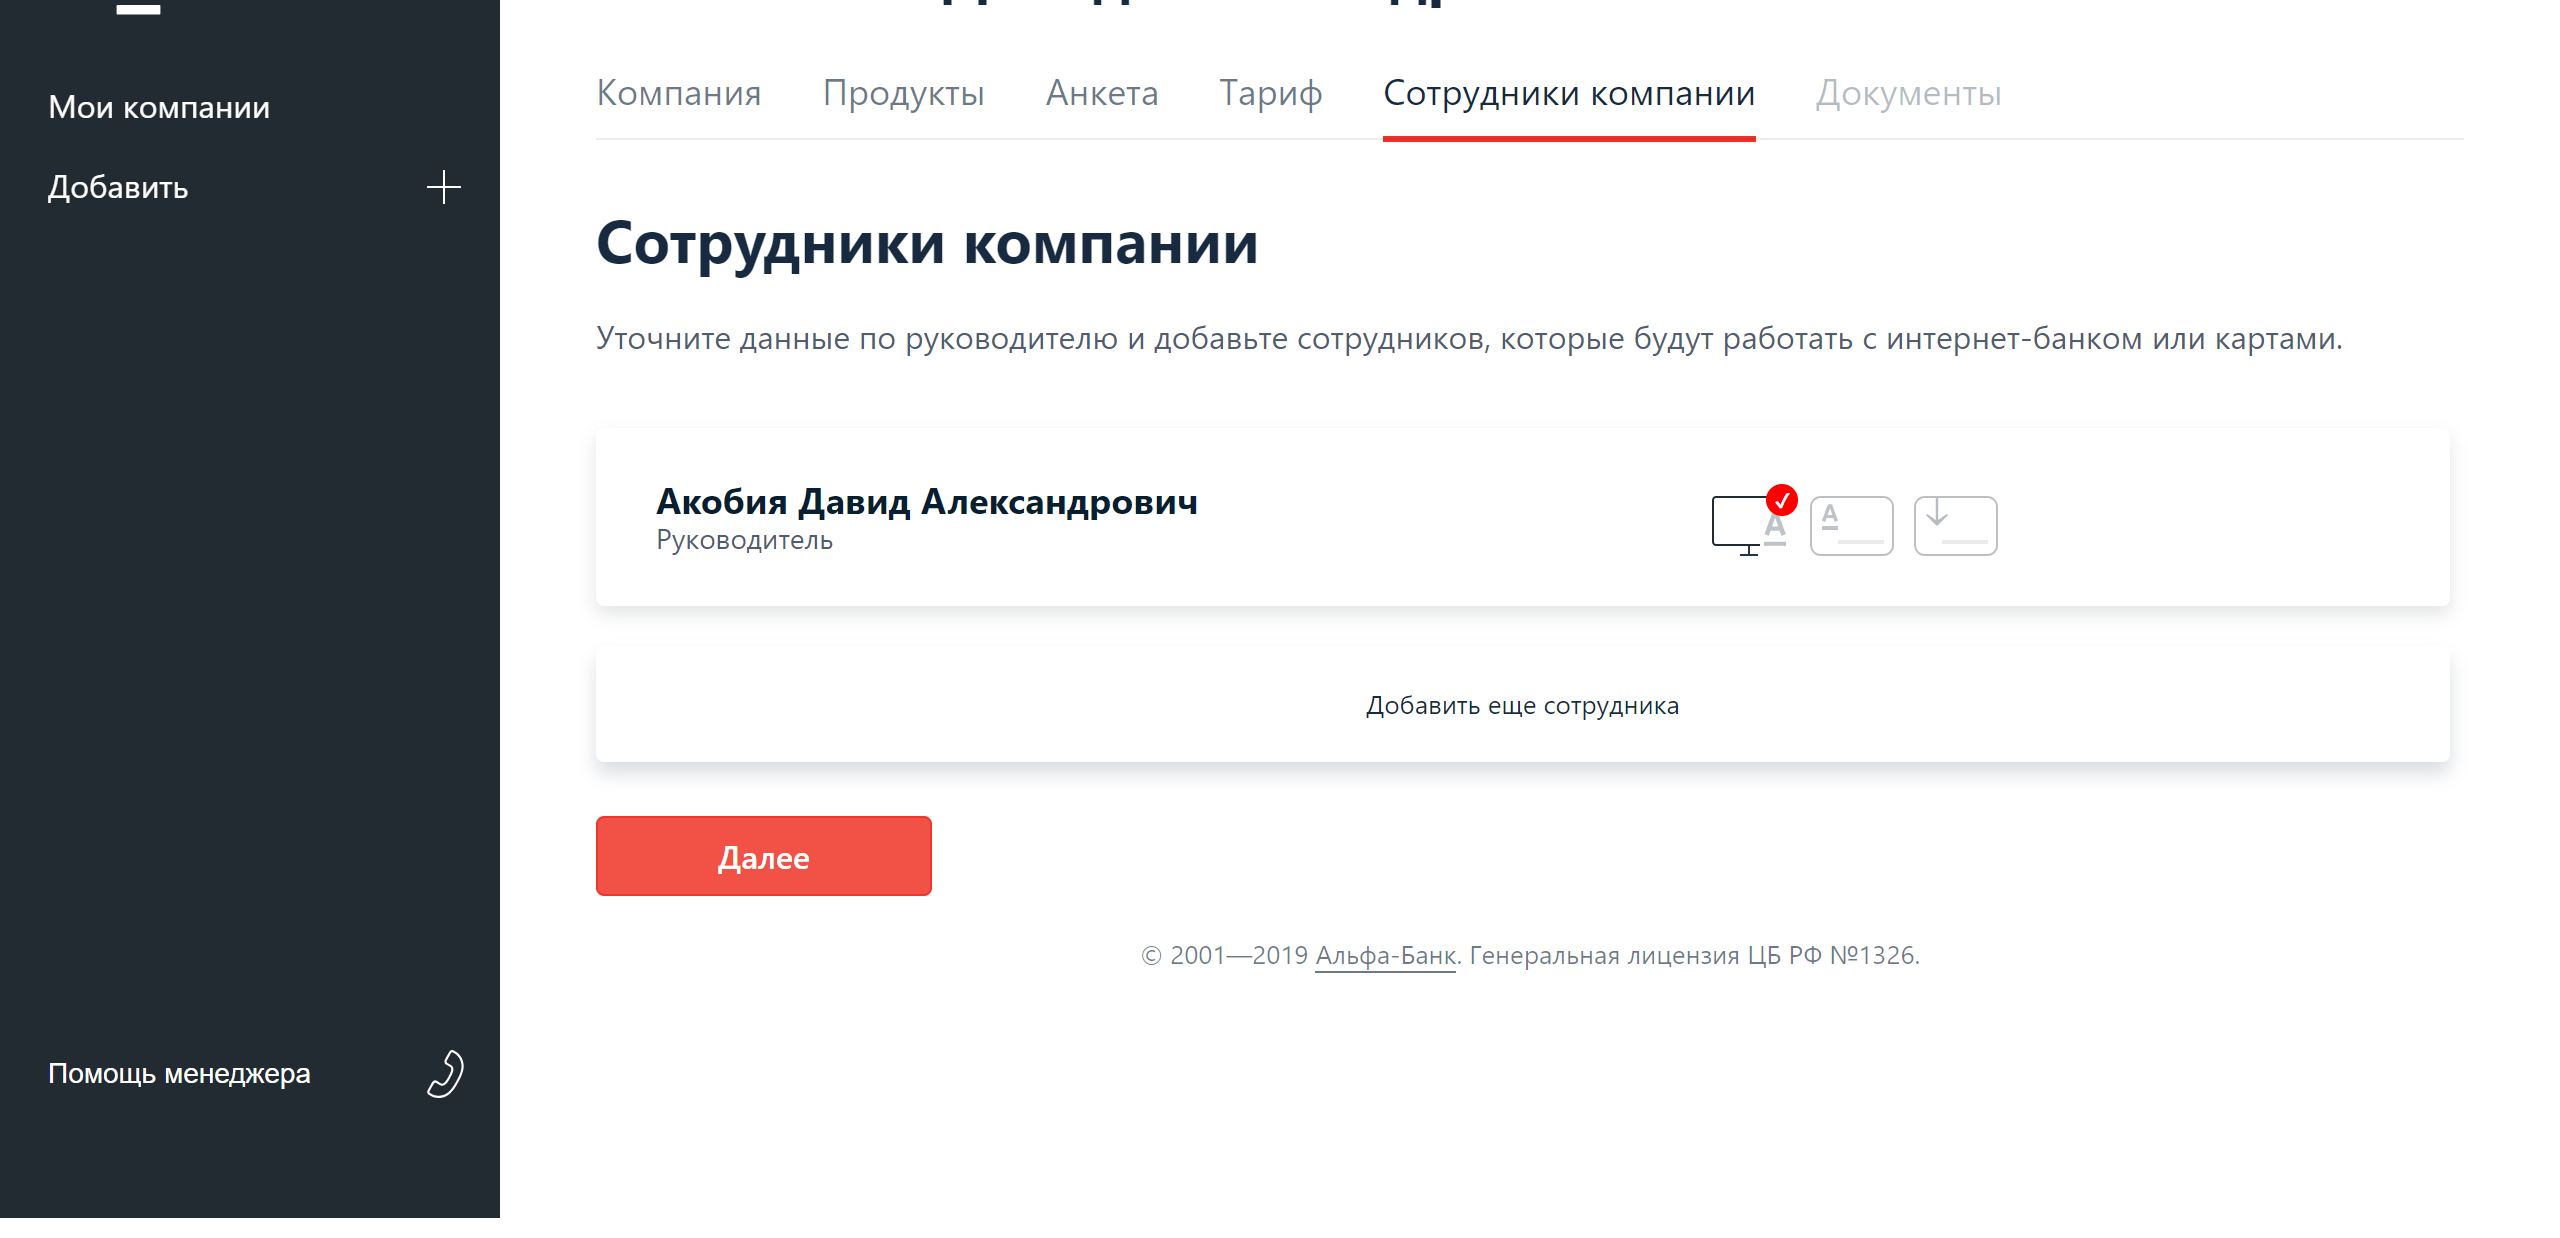 Мои компании
Добавить
Компания Продукты Анкета Тариф Сотрудники компании Документы
Сотрудники компании
Уточните данные по руководителю и добавьте сотрудников, которые будут работать с интернет-банком или картами.
Акобия Давид Александрович
Руководитель
А А
Добавить еще сотрудника
Далее
© 2001—2019 Альфа-Банк. Генеральная лицензия ЦБ РФ №1326.
Помощь менеджера